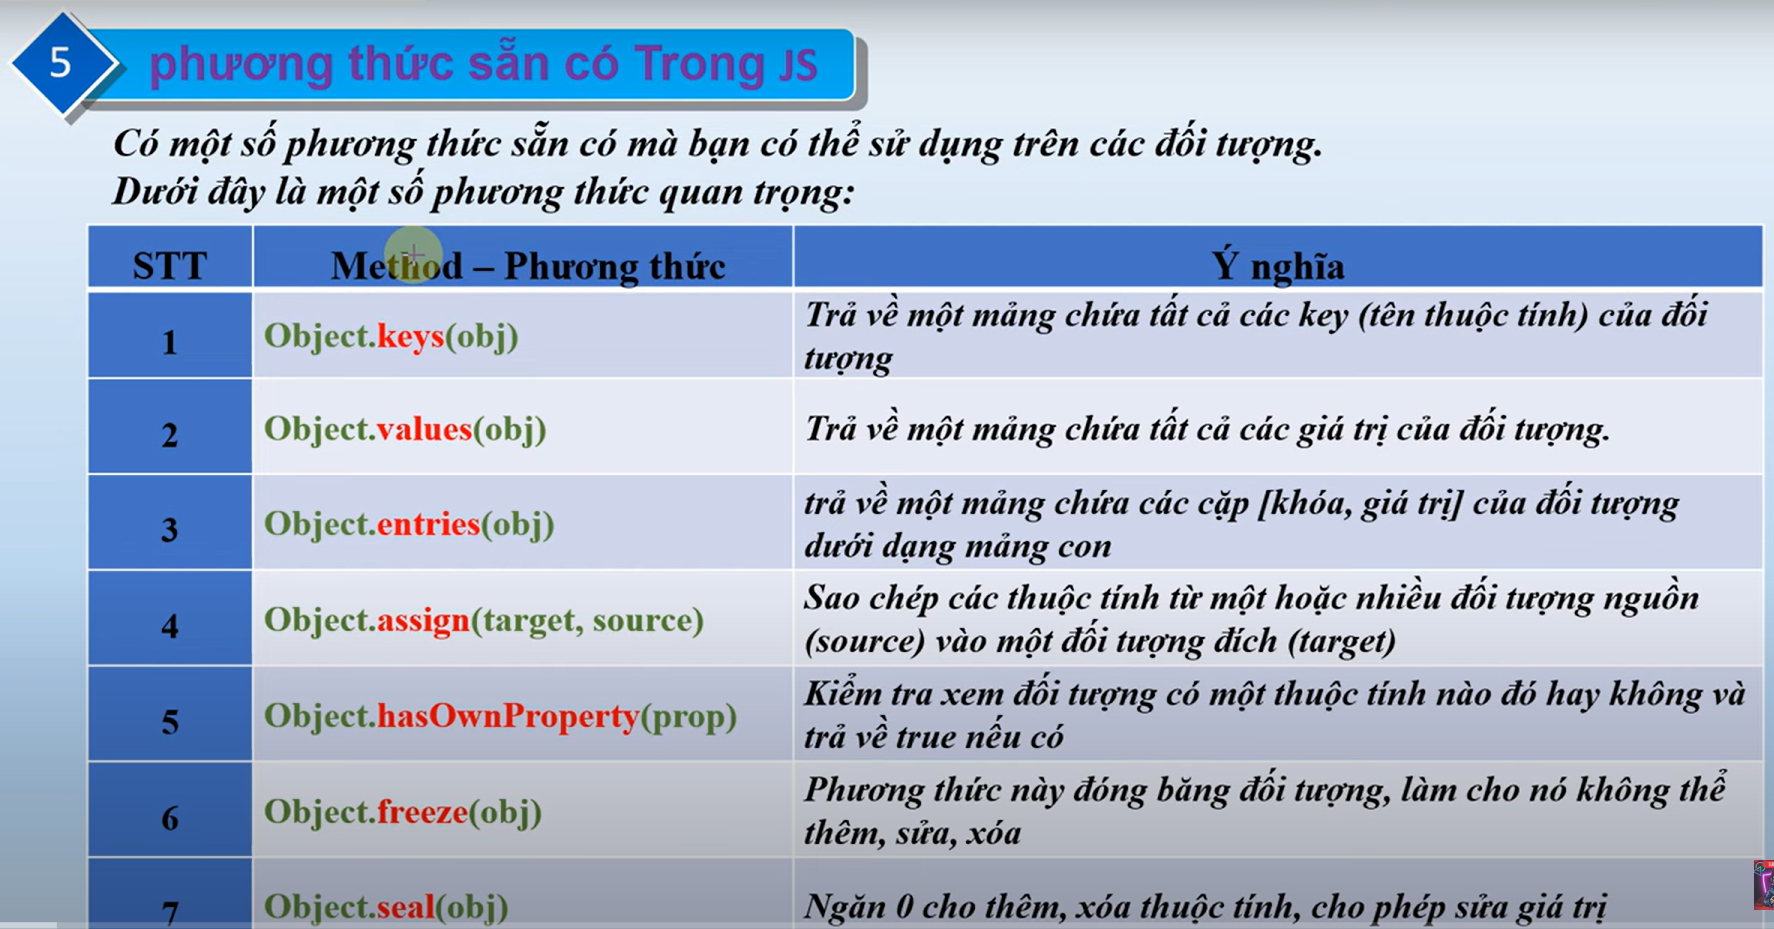 5
phương thức sẵn có Trong JS
Có một số phương thức sẵn có mà bạn có thể sử dụng trên các đối tượng.
Dưới đây là một số phương thức quan trọng:
STT Method – Phương thức Ý nghĩa
1 Object.keys(obj) Trả về một mảng chứa tất cả các key (tên thuộc tính) của đối
tượng
2 Object.values(obj) Trả về một mảng chứa tất cả các giá trị của đối tượng.
3 Object.entries(obj) trả về một mảng chứa các cặp [khóa, giá trị] của đối tượng
dưới dạng mảng con
4 Object.assign(target, source) Sao chép các thuộc tính từ một hoặc nhiều đối tượng nguồn
(source) vào một đối tượng đích (target)
5 Object.hasOwnProperty(prop) Kiểm tra xem đối tượng có một thuộc tính nào đó hay không và
trả về true nếu có
6 Object.freeze(obj) Phương thức này đóng băng đối tượng, làm cho nó không thể
thêm, sửa, xóa
7 Object.seal(obj) Ngăn 0 cho thêm, xóa thuộc tính, cho phép sửa giá trị